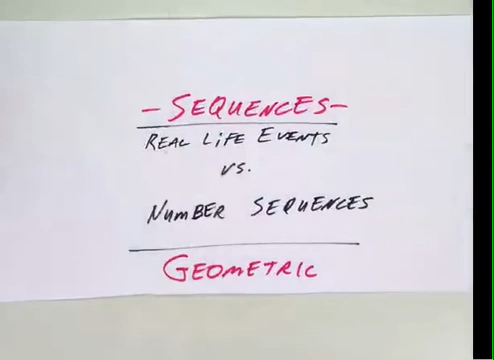 - SEQUENCES -
REAL LIFE EVENTS
VS.
NUMBER SEQUENCES
GEOMETRIC